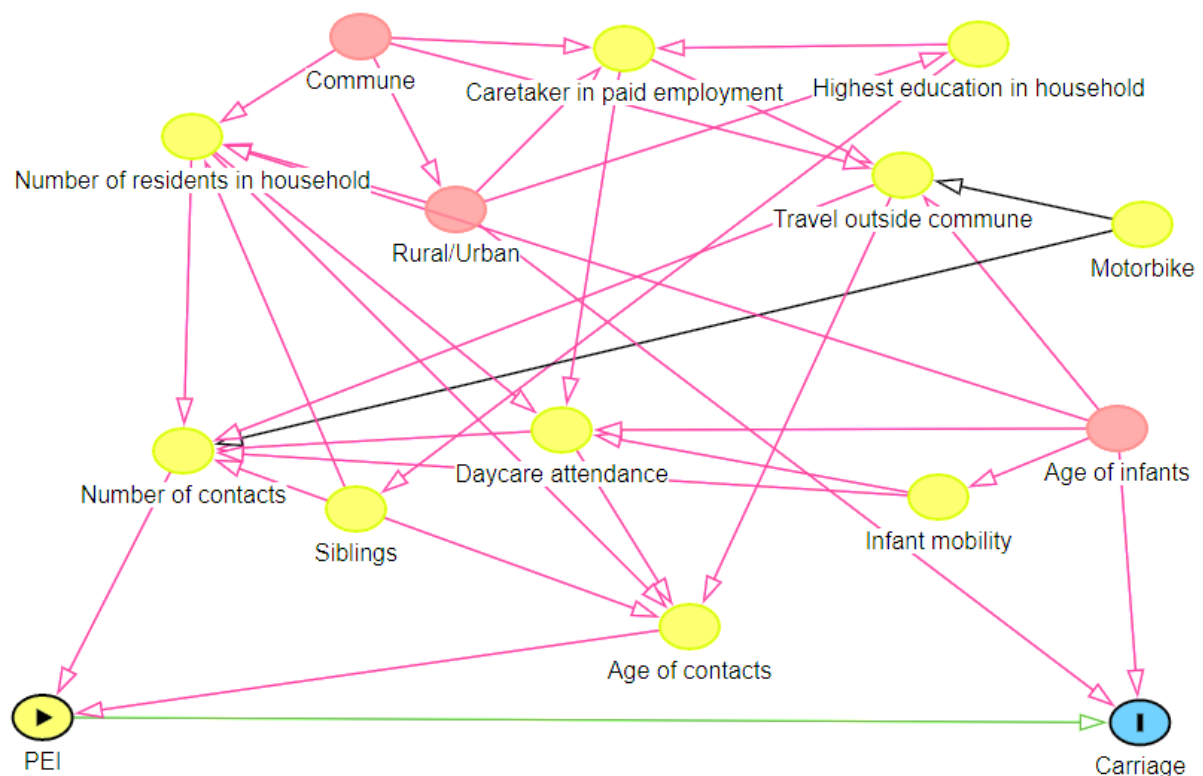 Commune
Caretaker in paid employment
Highest education in household
Number of residents in household
Travel outside commune
Rural/Urban
Motorbike
Number of contacts
Daycare attendance
Age of infants
Siblings
Infant mobility
Age of contacts
PEI
Carriage